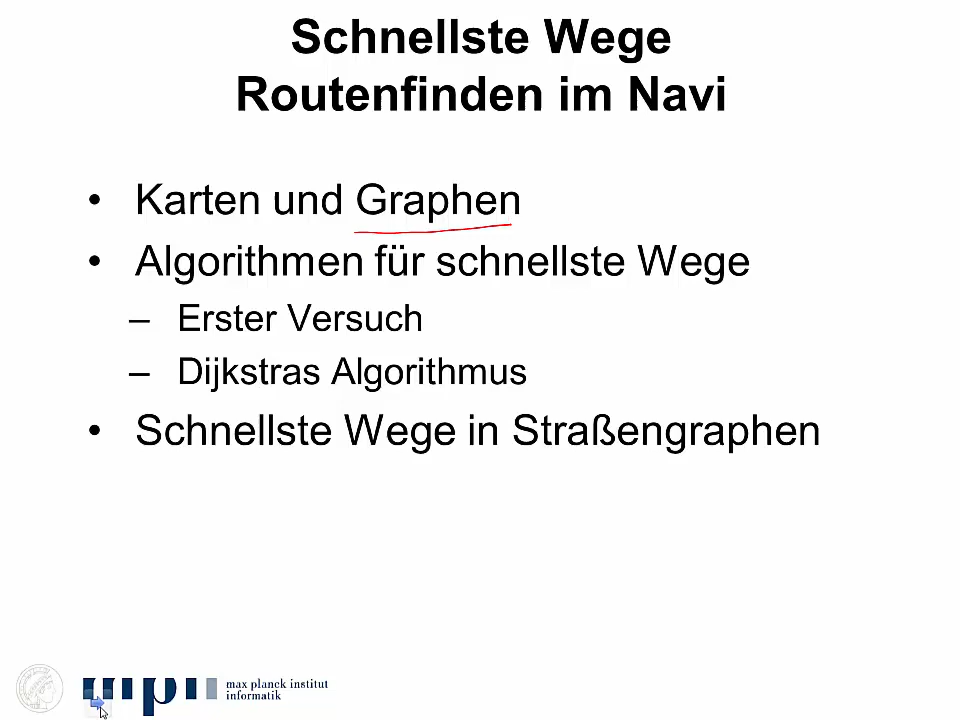 Schnellste Wege
Routenfinden im Navi
• Karten und Graphen
• Algorithmen für schnellste Wege
– Erster Versuch
– Dijkstras Algorithmus
• Schnellste Wege in Straßengraphen
mpii max planck institut
informatik